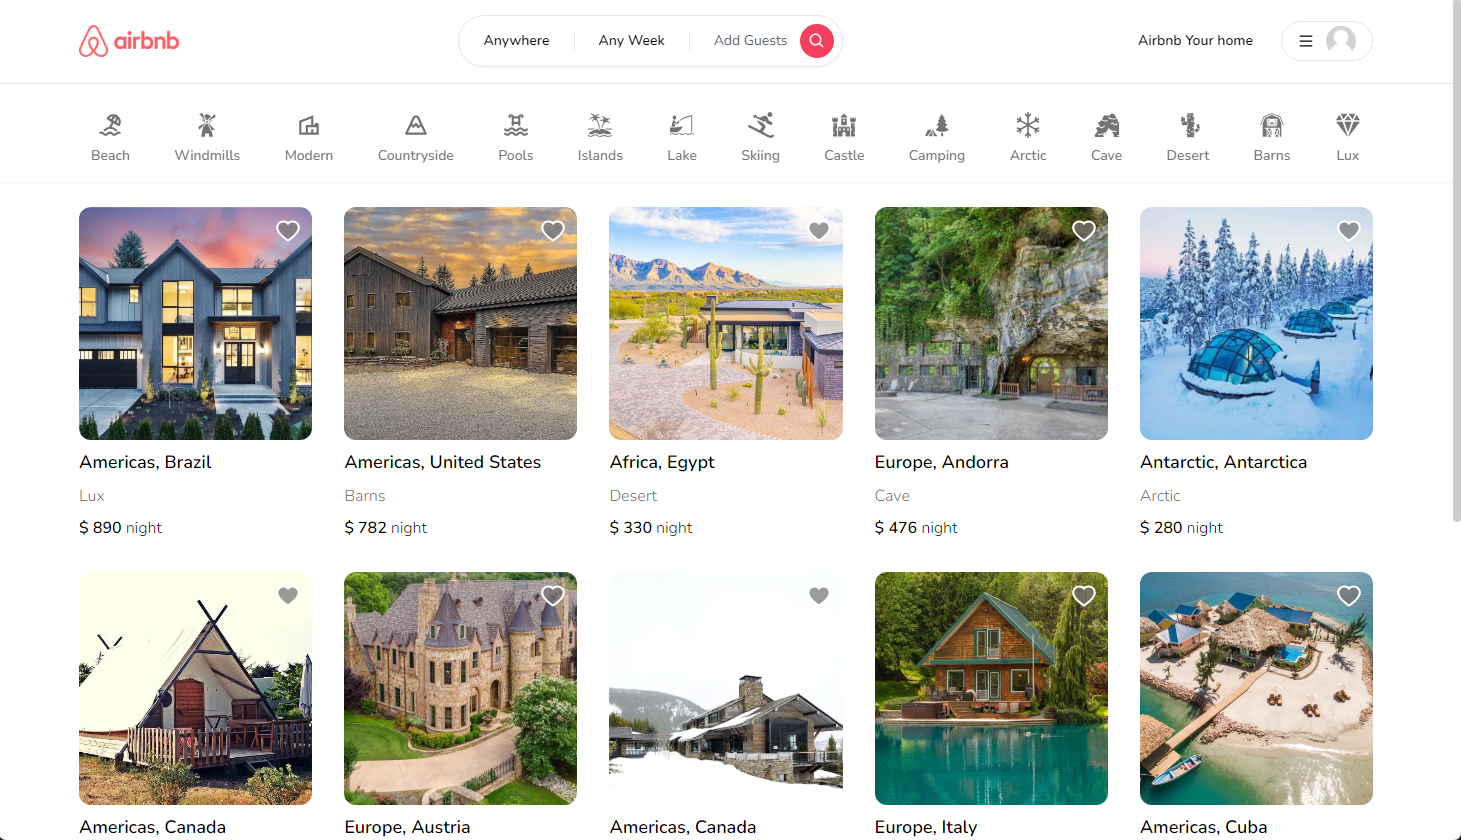 airbnb
Anywhere
Any Week
Add Guests
Airbnb Your home
Beach
Windmills
Modern
Countryside
Pools
Islands
Lake
Skiing
Castle
Camping
Arctic
Cave
Desert
Barns
Lux
Americas, Brazil
Lux
$ 890 night
Americas, United States
Barns
$ 782 night
Africa, Egypt
Desert
$ 330 night
Europe, Andorra
Cave
$ 476 night
Antarctic, Antarctica
Arctic
$ 280 night
Americas, Canada
Europe, Austria
Americas, Canada
Europe, Italy
Americas, Cuba